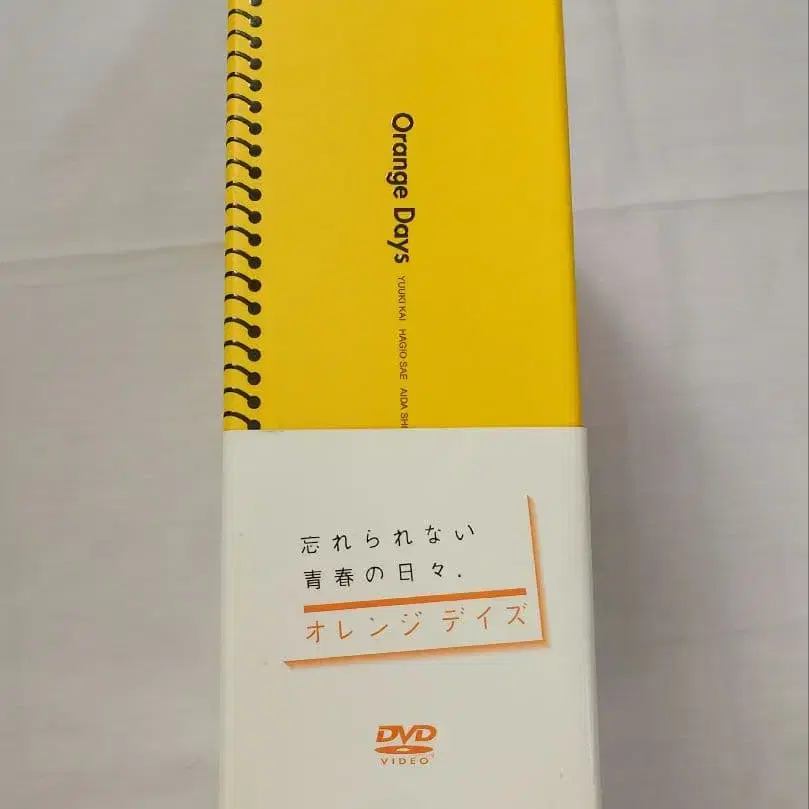 Orange Days
YUUKI KAI HAGIO SAE AIDA
忘れられない
青春の日々.
オレンジ デイズ
DVD
VIDEO